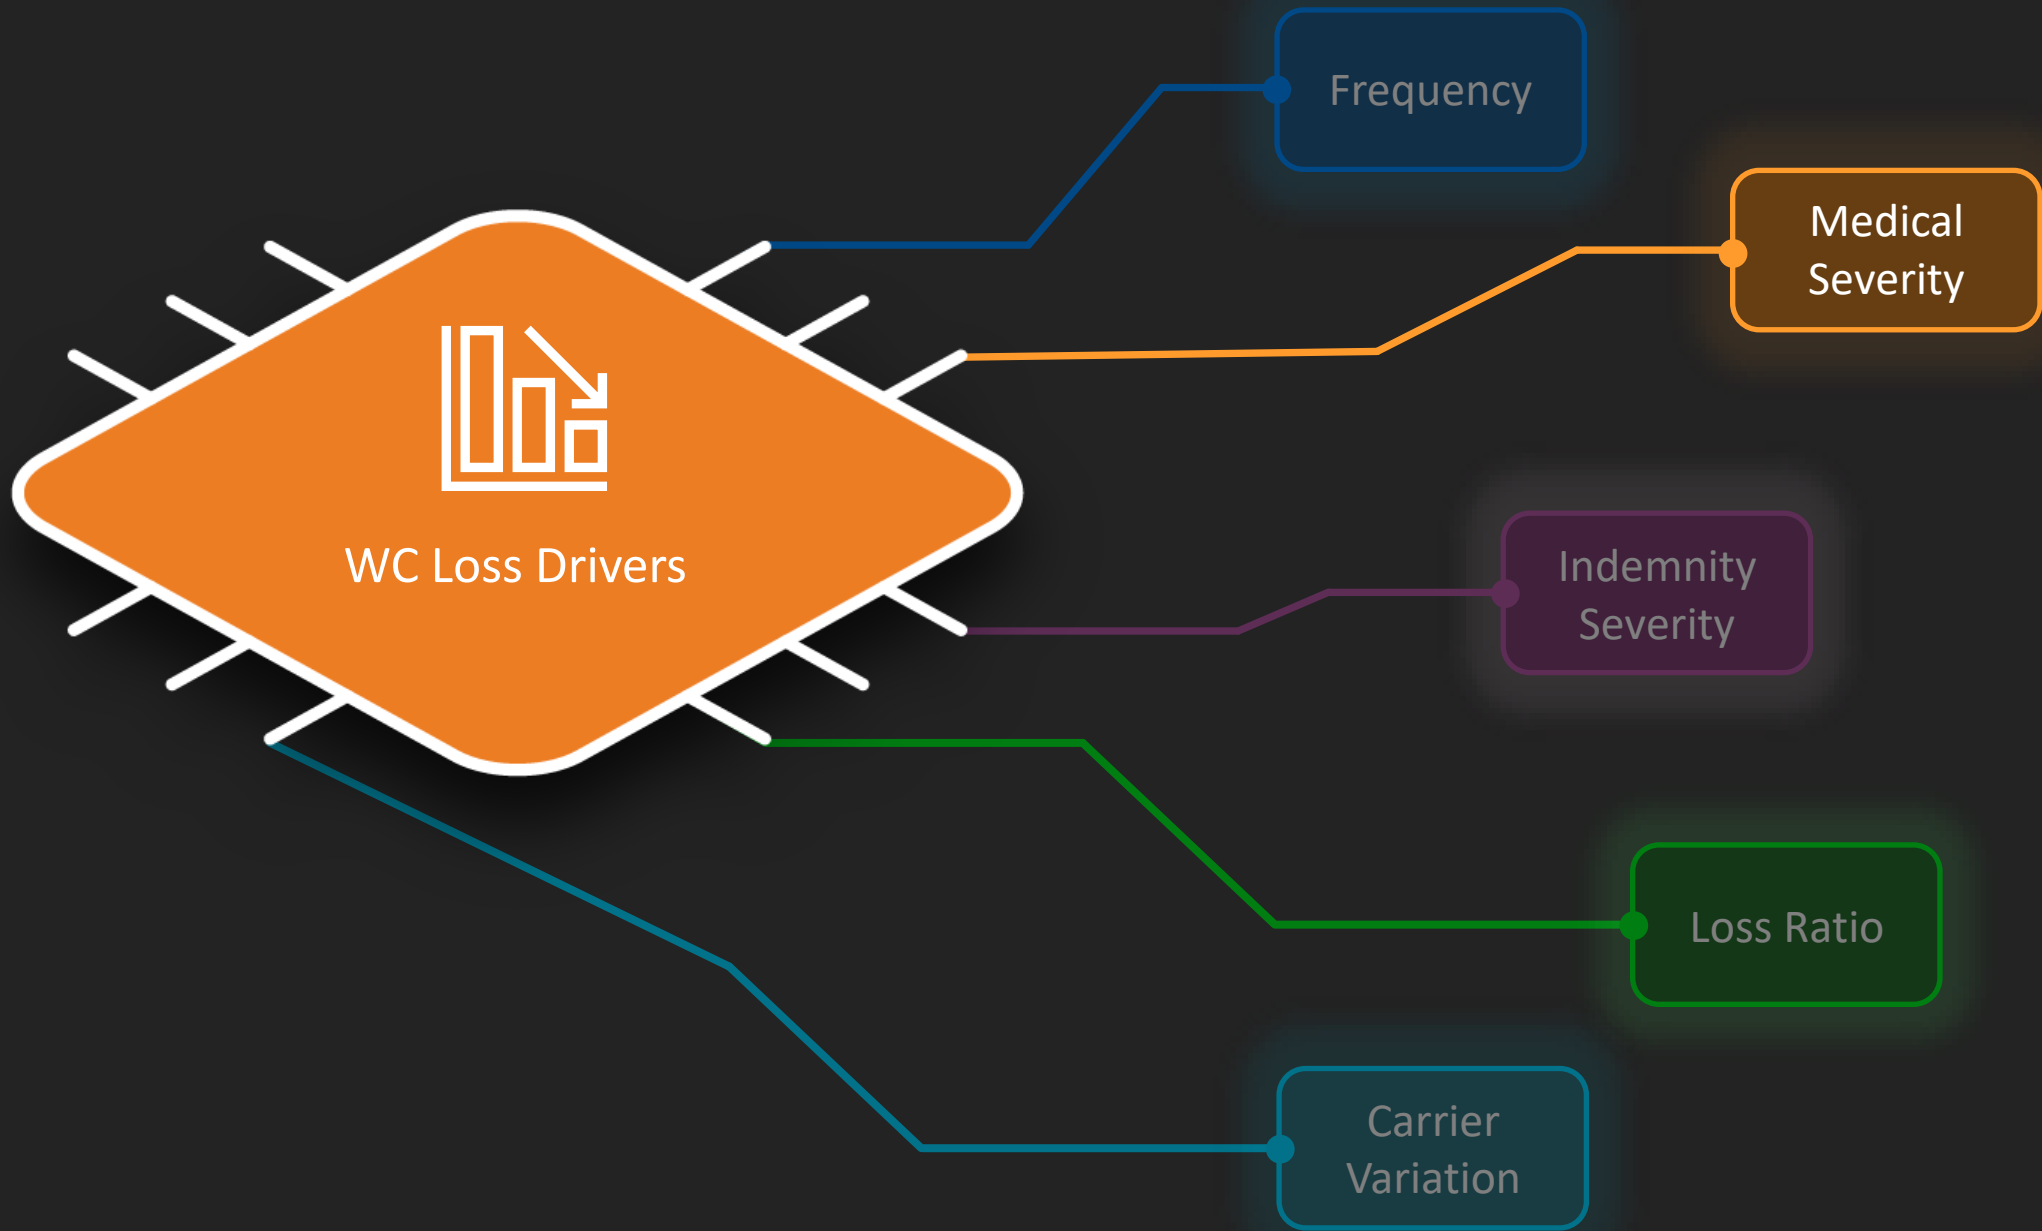 Frequency
Medical
Severity
WC Loss Drivers
Indemnity
Severity
Loss Ratio
Carrier
Variation